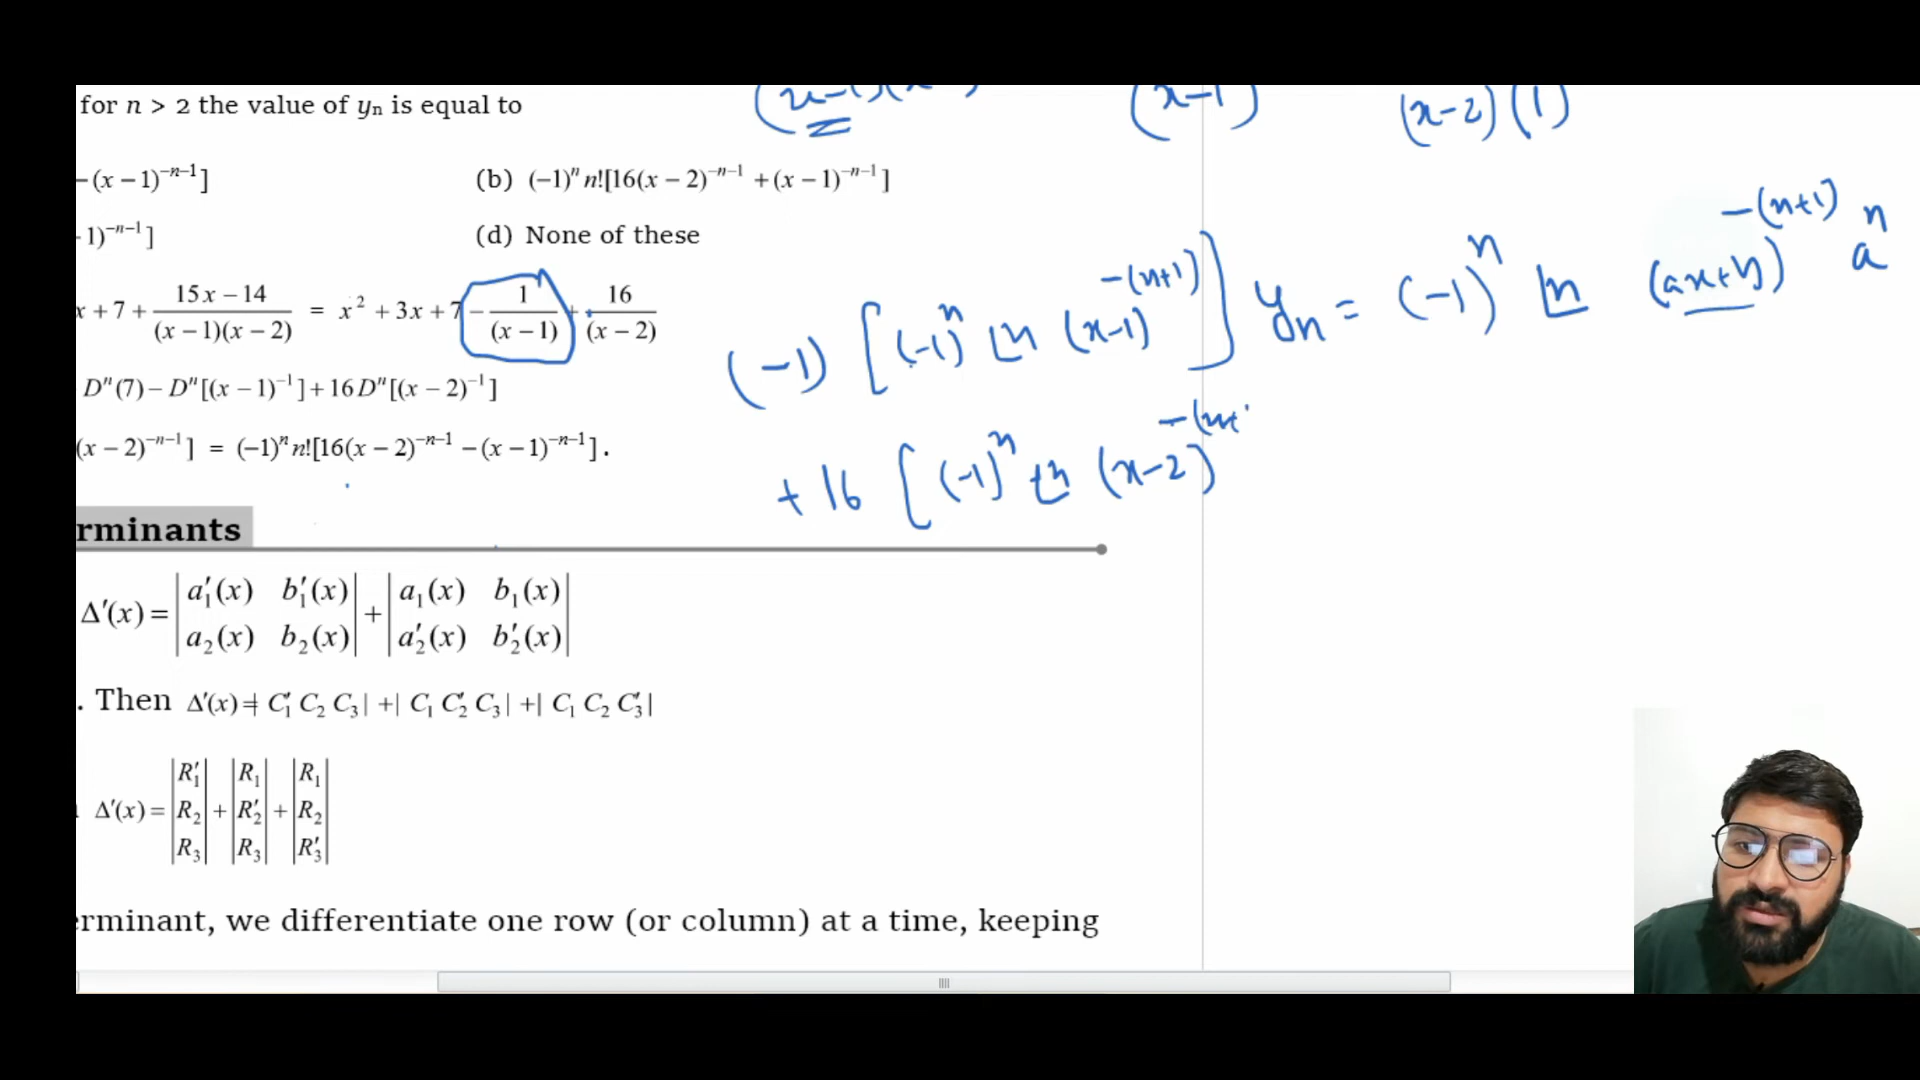 for n > 2 the value of yₙ is equal to
(x-1)
(x-2)(1)
-(x-1)^{-n-1}]
(b) (-1)ⁿ n![16(x-2)^{-n-1} +(x-1)^{-n-1}]
1)^{-n-1}]
(d) None of these
x+7+ (15x-14)/((x-1)(x-2)) = x² +3x+7 - 1/(x-1) + 16/(x-2)
Dⁿ(7)-Dⁿ[(x-1)^{-1}]+16Dⁿ[(x-2)^{-1}]
(x-2)^{-n-1}] = (-1)ⁿ n![16(x-2)^{-n-1} -(x-1)^{-n-1}].
(-1) [(-1)ⁿ ∟n (x-1)^{-(n+1)}]
yₙ = (-1)ⁿ ∟n (ax+b)^{-(n+1)} aⁿ
+16 [(-1)ⁿ ∟n (x-2)^{-(n+
rminants
Δ′(x)= |a₁′(x) b₁′(x)| + |a₁(x) b₁(x)|
|a₂(x) b₂(x)| |a₂′(x) b₂′(x)|
. Then Δ′(x)=| C₁′ C₂ C₃| +| C₁ C₂′ C₃| +| C₁ C₂ C₃′|
Δ′(x)= |R₁′| + |R₁| + |R₁|
|R₂| |R₂′| |R₂|
|R₃| |R₃| |R₃′|
erminant, we differentiate one row (or column) at a time, keeping